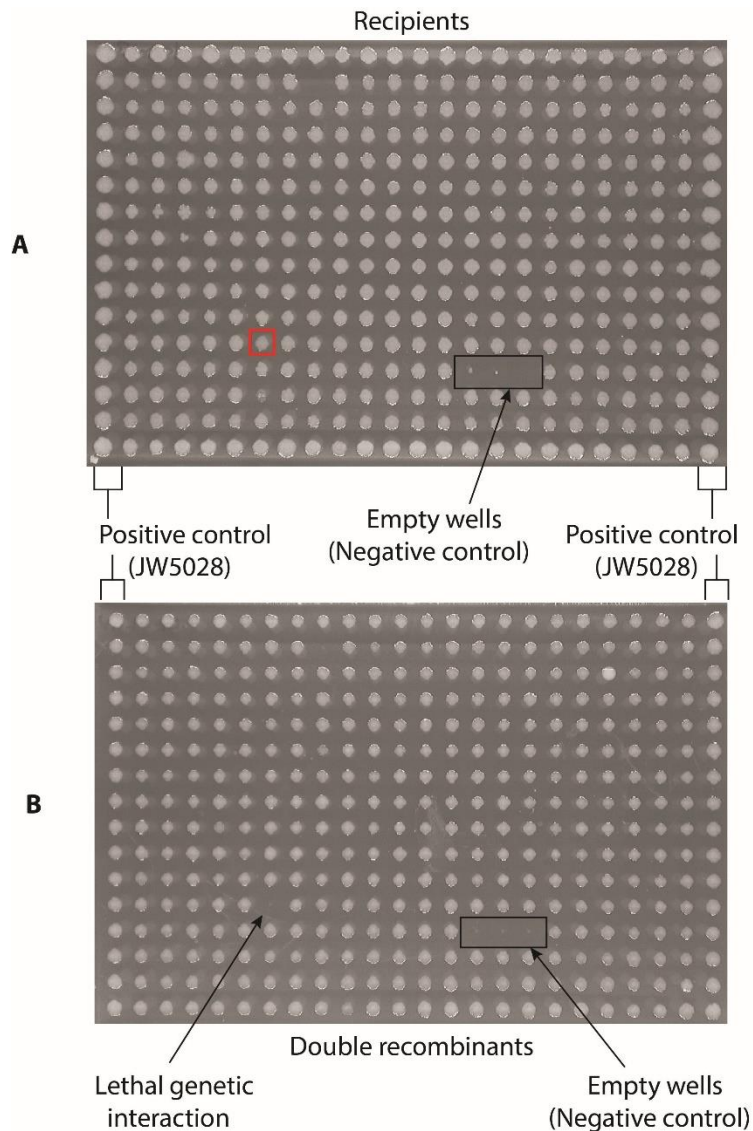 Recipients
A
Positive control
(JW5028)
Empty wells
(Negative control)
Positive control
(JW5028)
B
Double recombinants
Lethal genetic
interaction
Empty wells
(Negative control)